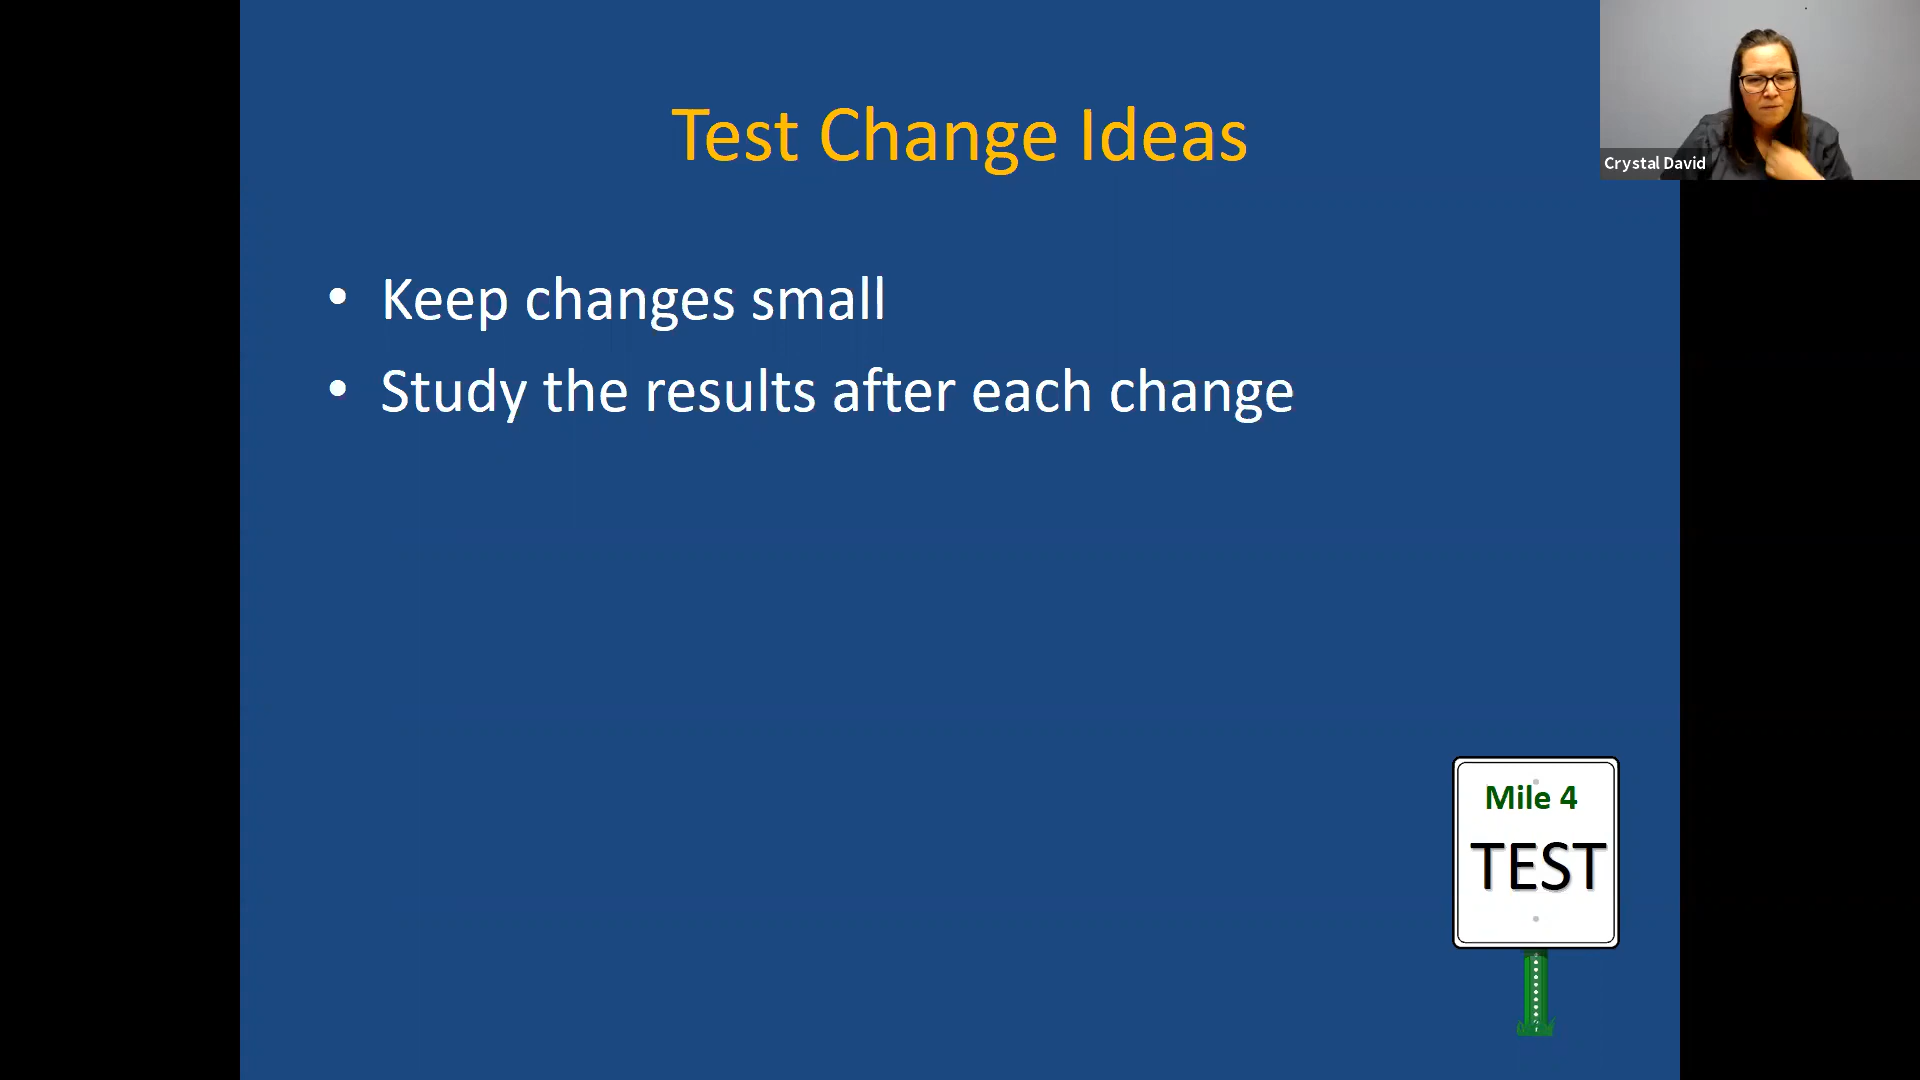 Test Change Ideas
Crystal David
• Keep changes small
• Study the results after each change
Mile 4
TEST